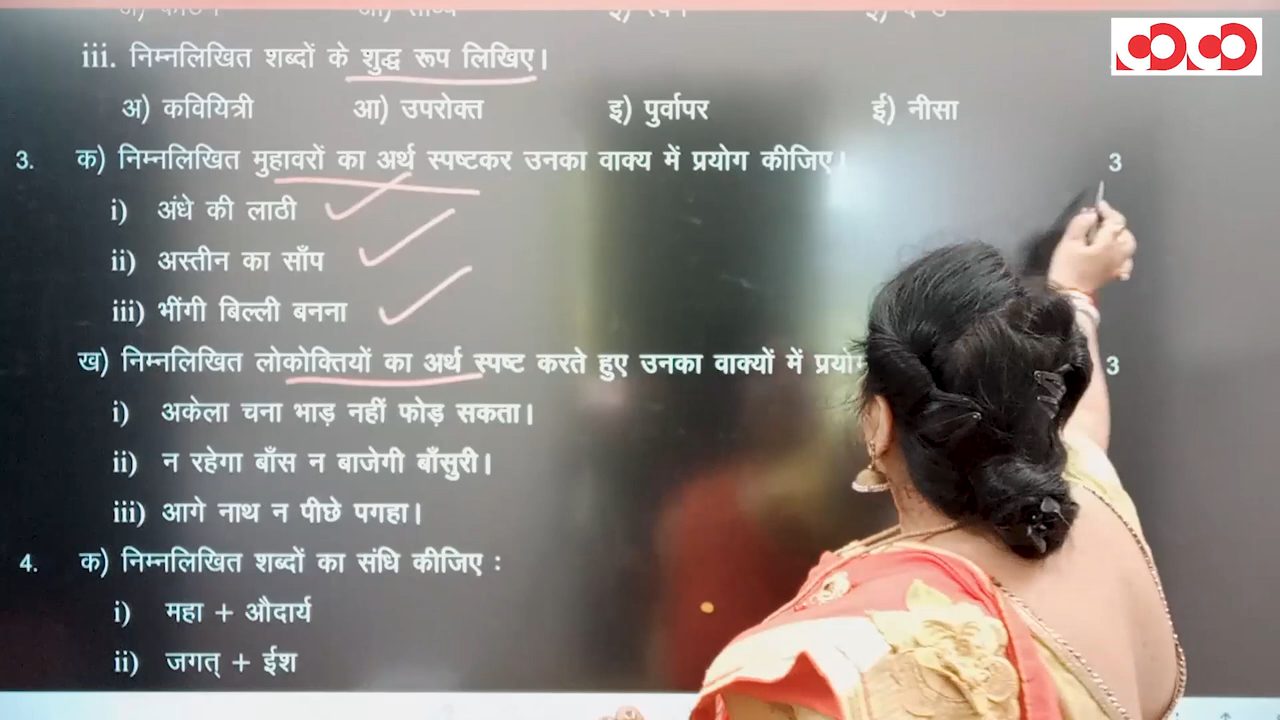 iii. निम्नलिखित शब्दों के शुद्ध रूप लिखिए।
अ) कवियित्री आ) उपरोक्त इ) पुर्वापर ई) नीसा
3. क) निम्नलिखित मुहावरों का अर्थ स्पष्टकर उनका वाक्य में प्रयोग कीजिए। 3
i) अंधे की लाठी
ii) अस्तीन का साँप
iii) भींगी बिल्ली बनना
ख) निम्नलिखित लोकोक्तियों का अर्थ स्पष्ट करते हुए उनका वाक्यों में 3
i) अकेला चना भाड़ नहीं फोड़ सकता।
ii) न रहेगा बाँस न बाजेगी बाँसुरी।
iii) आगे नाथ न पीछे पगहा।
4. क) निम्नलिखित शब्दों का संधि कीजिए :
i) महा + औदार्य
ii) जगत् + ईश